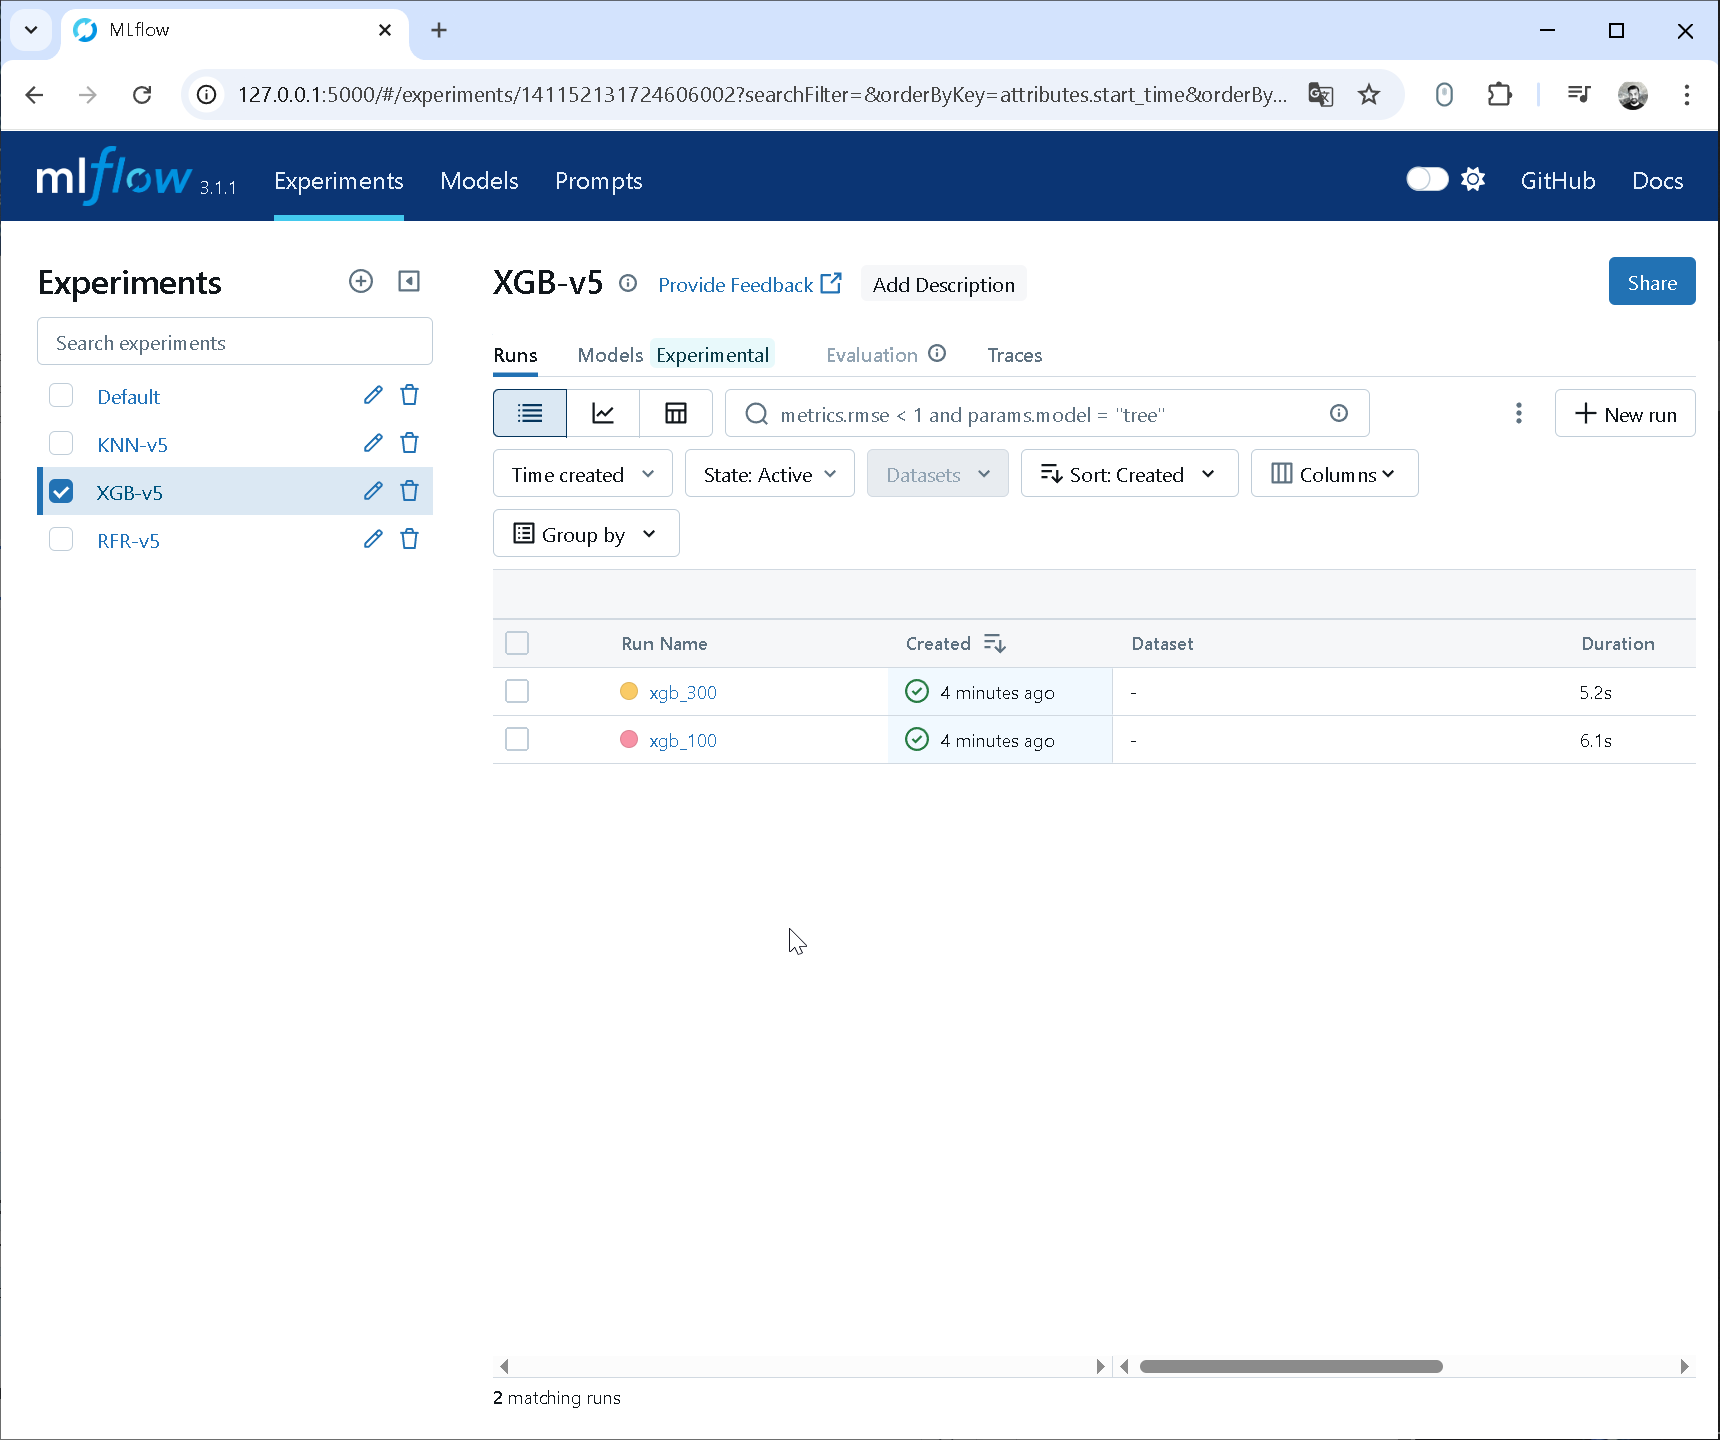 MLflow
127.0.0.1:5000/#/experiments/141152131724606002?searchFilter=&orderByKey=attributes.start_time&orderBy...
mlflow 3.1.1 Experiments Models Prompts GitHub Docs
Experiments
Search experiments
Default
KNN-v5
XGB-v5
RFR-v5
XGB-v5 Provide Feedback Add Description Share
Runs Models Experimental Evaluation Traces
metrics.rmse < 1 and params.model = "tree" New run
Time created State: Active Datasets Sort: Created Columns
Group by
Run Name Created Dataset Duration
xgb_300 4 minutes ago - 5.2s
xgb_100 4 minutes ago - 6.1s
2 matching runs